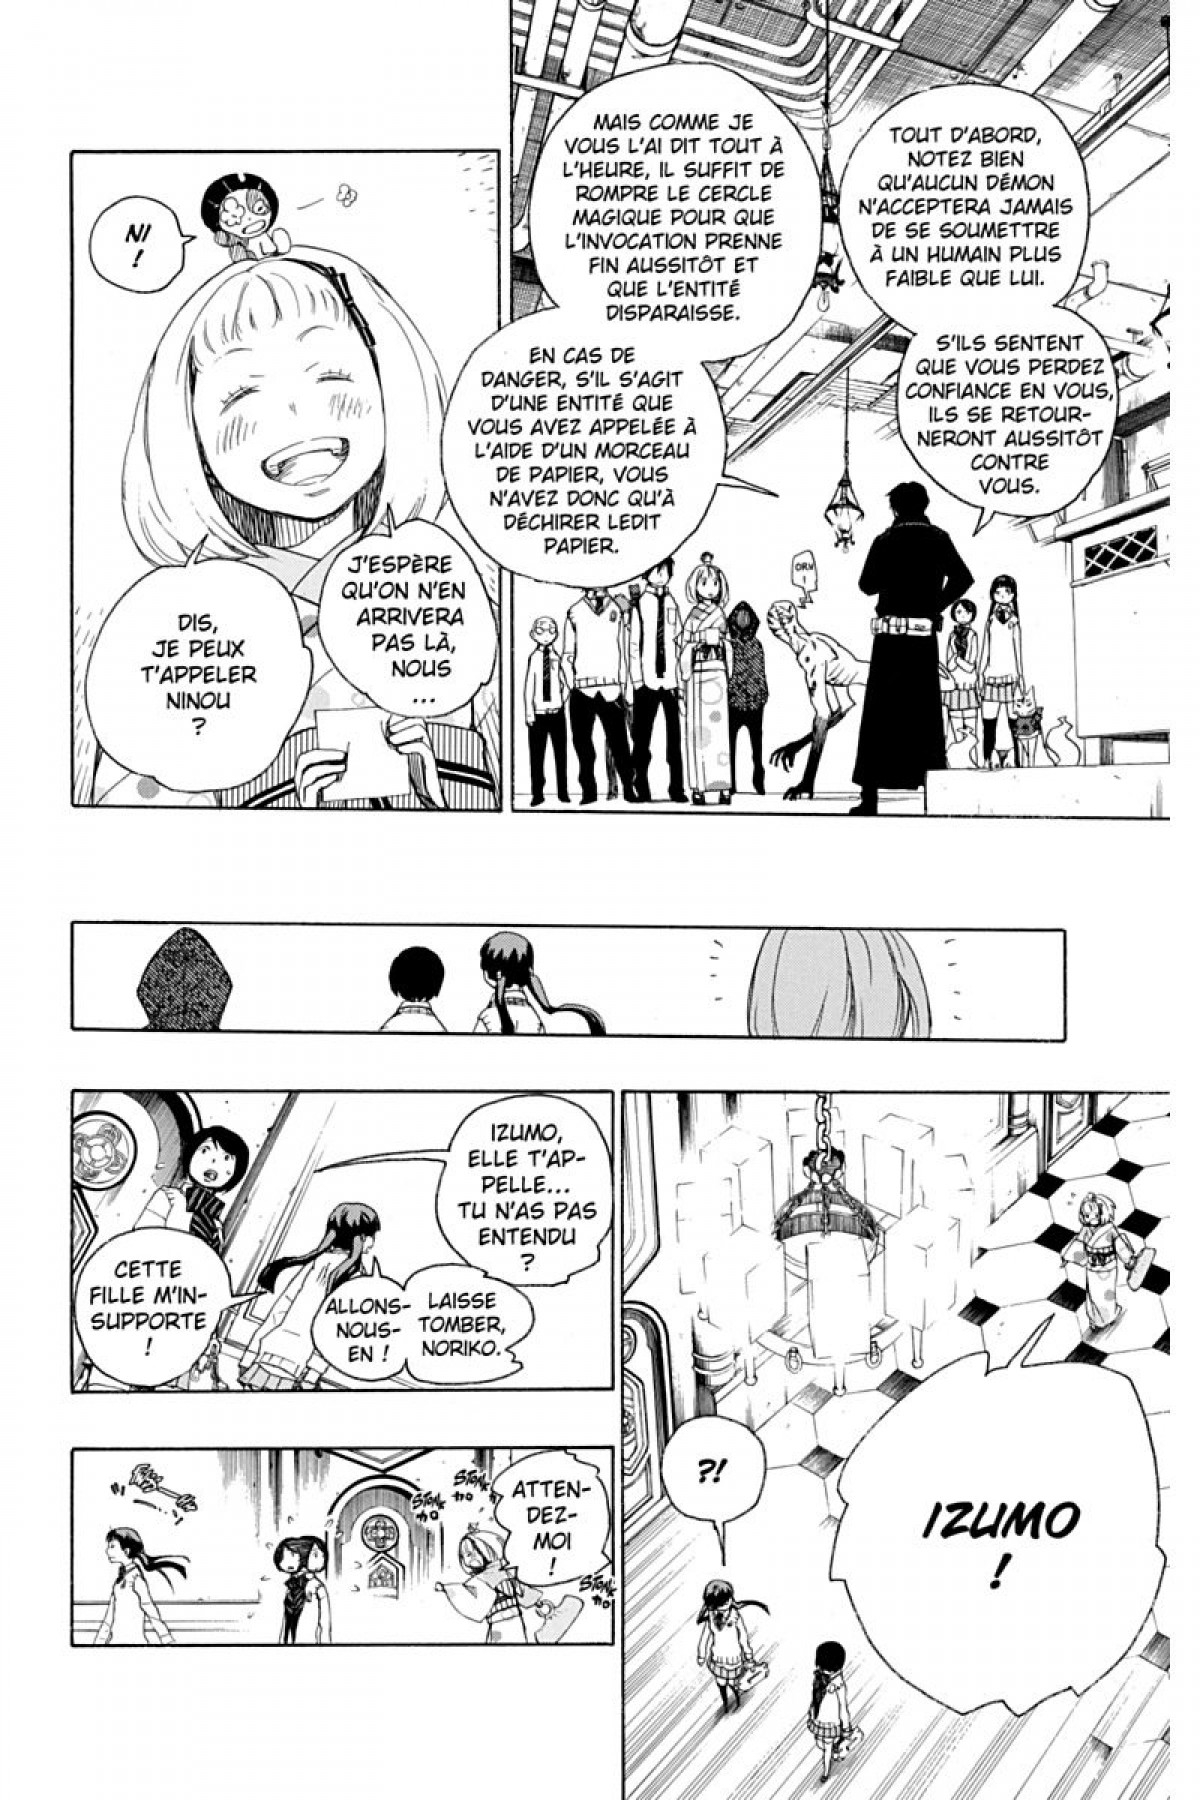 TOUT D'ABORD,
NOTEZ BIEN
QU'AUCUN DÉMON
N'ACCEPTERA JAMAIS
DE SE SOUMETTRE
À UN HUMAIN PLUS
FAIBLE QUE LUI.
S'ILS SENTENT
QUE VOUS PERDEZ
CONFIANCE EN VOUS,
ILS SE RETOUR-
NERONT AUSSITÔT
CONTRE
VOUS.
MAIS COMME JE
VOUS L'AI DIT TOUT À
L'HEURE, IL SUFFIT DE
ROMPRE LE CERCLE
MAGIQUE POUR QUE
L'INVOCATION PRENNE
FIN AUSSITÔT ET
QUE L'ENTITÉ
DISPARAISSE.
EN CAS DE
DANGER, S'IL S'AGIT
D'UNE ENTITÉ QUE
VOUS AVEZ APPELÉE À
L'AIDE D'UN MORCEAU
DE PAPIER, VOUS
N'AVEZ DONC QU'À
DÉCHIRER LEDIT
PAPIER.
NI
!
J'ESPÈRE
QU'ON N'EN
ARRIVERA
PAS LÀ,
NOUS
...
DIS,
JE PEUX
T'APPELER
NINOU
?
IZUMO
!
?!
IZUMO,
ELLE T'AP-
PELLE...
TU N'AS PAS
ENTENDU
?
LAISSE
TOMBER,
NORIKO.
ALLONS-
NOUS-
EN !
CETTE
FILLE M'IN-
SUPPORTE
!
ATTEN-
DEZ-
MOI
!